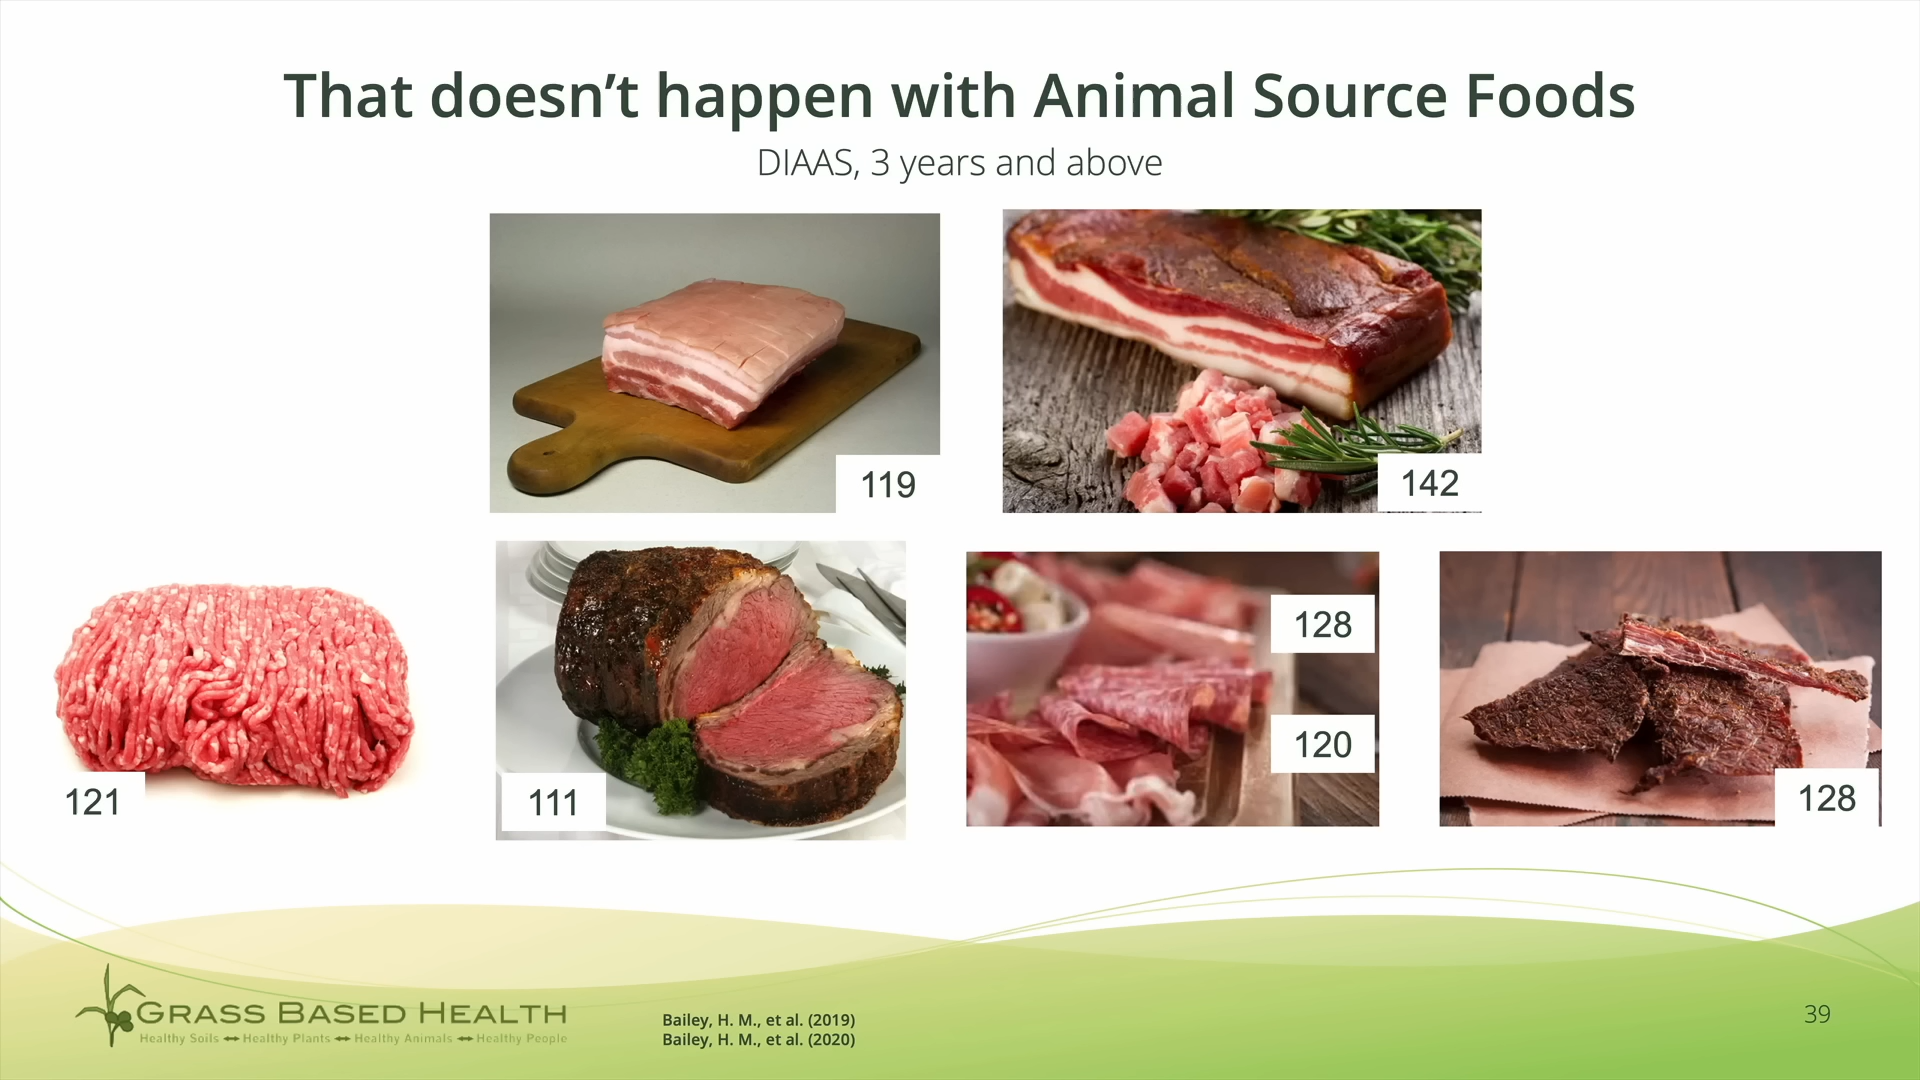 That doesn’t happen with Animal Source Foods
DIAAS, 3 years and above
119
142
121
111
128
120
128
GRASS BASED HEALTH
Healthy Soils ⬌ Healthy Plants ⬌ Healthy Animals ⬌ Healthy People
Bailey, H. M., et al. (2019)
Bailey, H. M., et al. (2020)
39